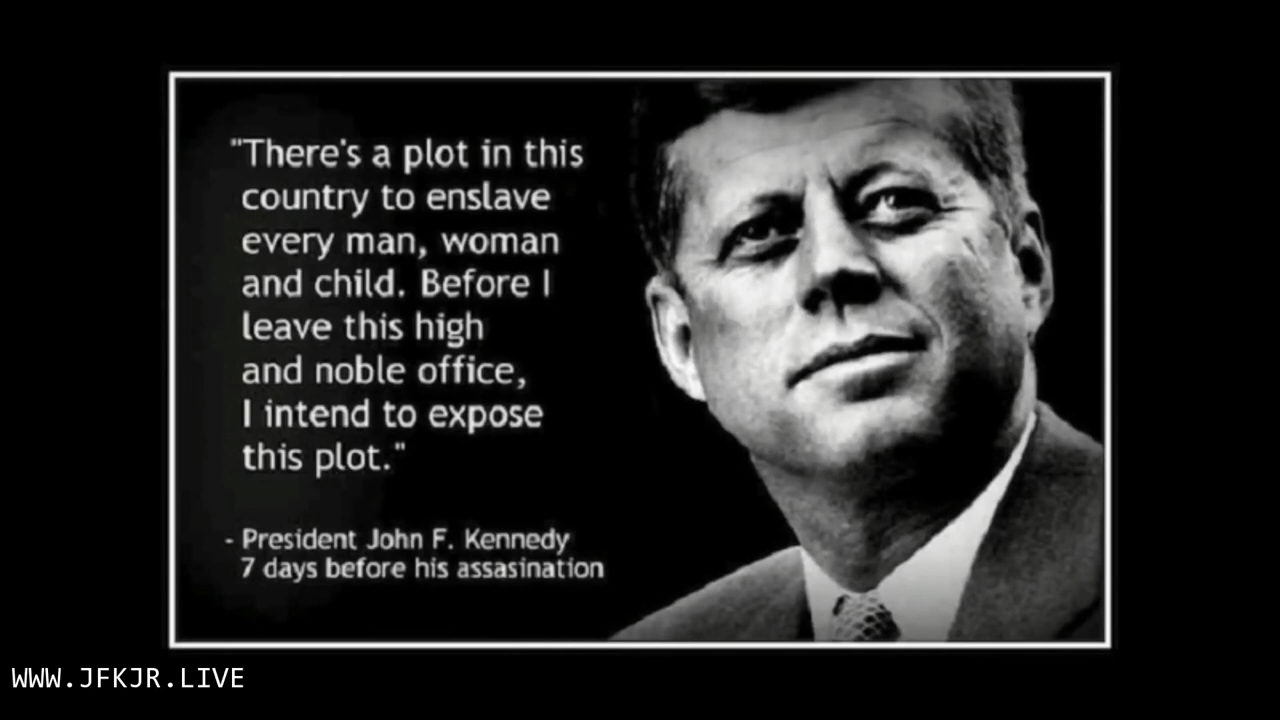 "There's a plot in this
country to enslave
every man, woman
and child. Before I
leave this high
and noble office,
I intend to expose
this plot."
- President John F. Kennedy
7 days before his assasination
WWW.JFKJR.LIVE